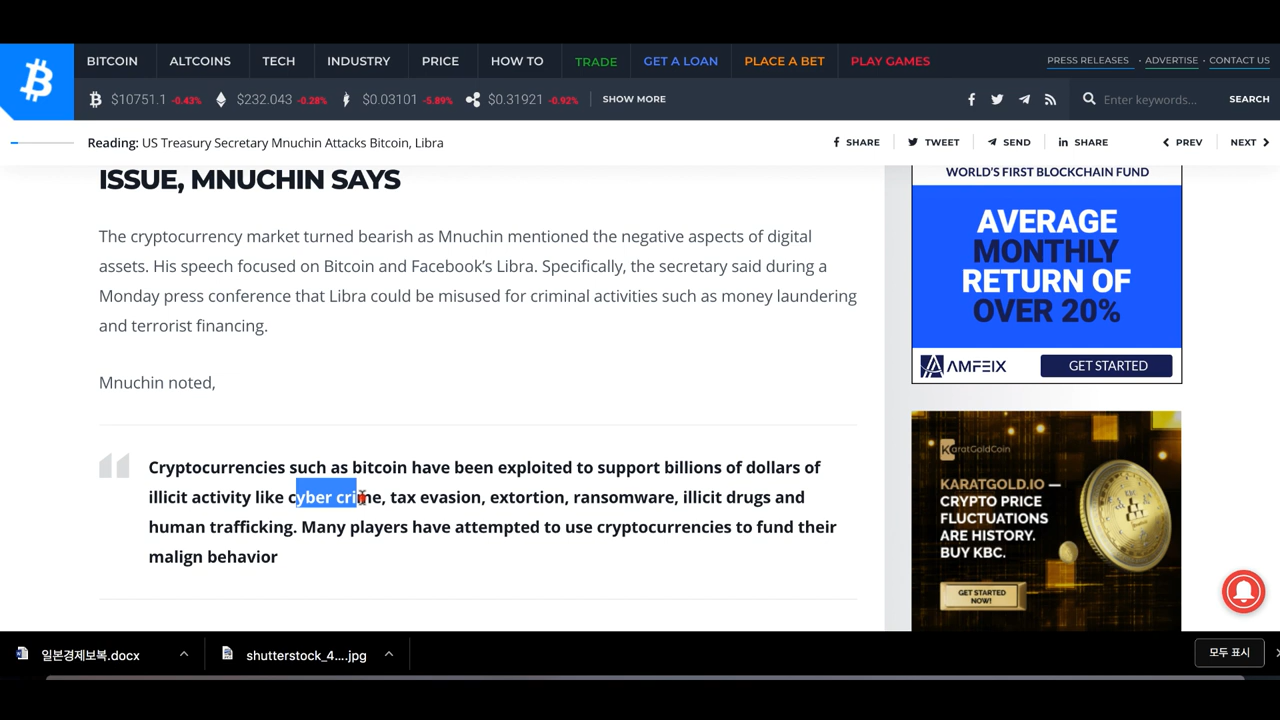 BITCOIN ALTCOINS TECH INDUSTRY PRICE HOW TO TRADE GET A LOAN PLACE A BET PLAY GAMES PRESS RELEASES · ADVERTISE · CONTACT US
$10751.1 -0.43% $232.043 -0.28% $0.03101 -5.89% $0.31921 -0.92% SHOW MORE Enter keywords... SEARCH
Reading: US Treasury Secretary Mnuchin Attacks Bitcoin, Libra SHARE TWEET SEND SHARE PREV NEXT
ISSUE, MNUCHIN SAYS
The cryptocurrency market turned bearish as Mnuchin mentioned the negative aspects of digital
assets. His speech focused on Bitcoin and Facebook's Libra. Specifically, the secretary said during a
Monday press conference that Libra could be misused for criminal activities such as money laundering
and terrorist financing.
Mnuchin noted,
Cryptocurrencies such as bitcoin have been exploited to support billions of dollars of
illicit activity like cyber crime, tax evasion, extortion, ransomware, illicit drugs and
human trafficking. Many players have attempted to use cryptocurrencies to fund their
malign behavior
WORLD'S FIRST BLOCKCHAIN FUND
AVERAGE
MONTHLY
RETURN OF
OVER 20%
AMFEIX GET STARTED
KaratGoldCoin
KARATGOLD.IO —
CRYPTO PRICE
FLUCTUATIONS
ARE HISTORY.
BUY KBC.
GET STARTED
NOW!
일본경제보복.docx shutterstock_4....jpg 모두 표시